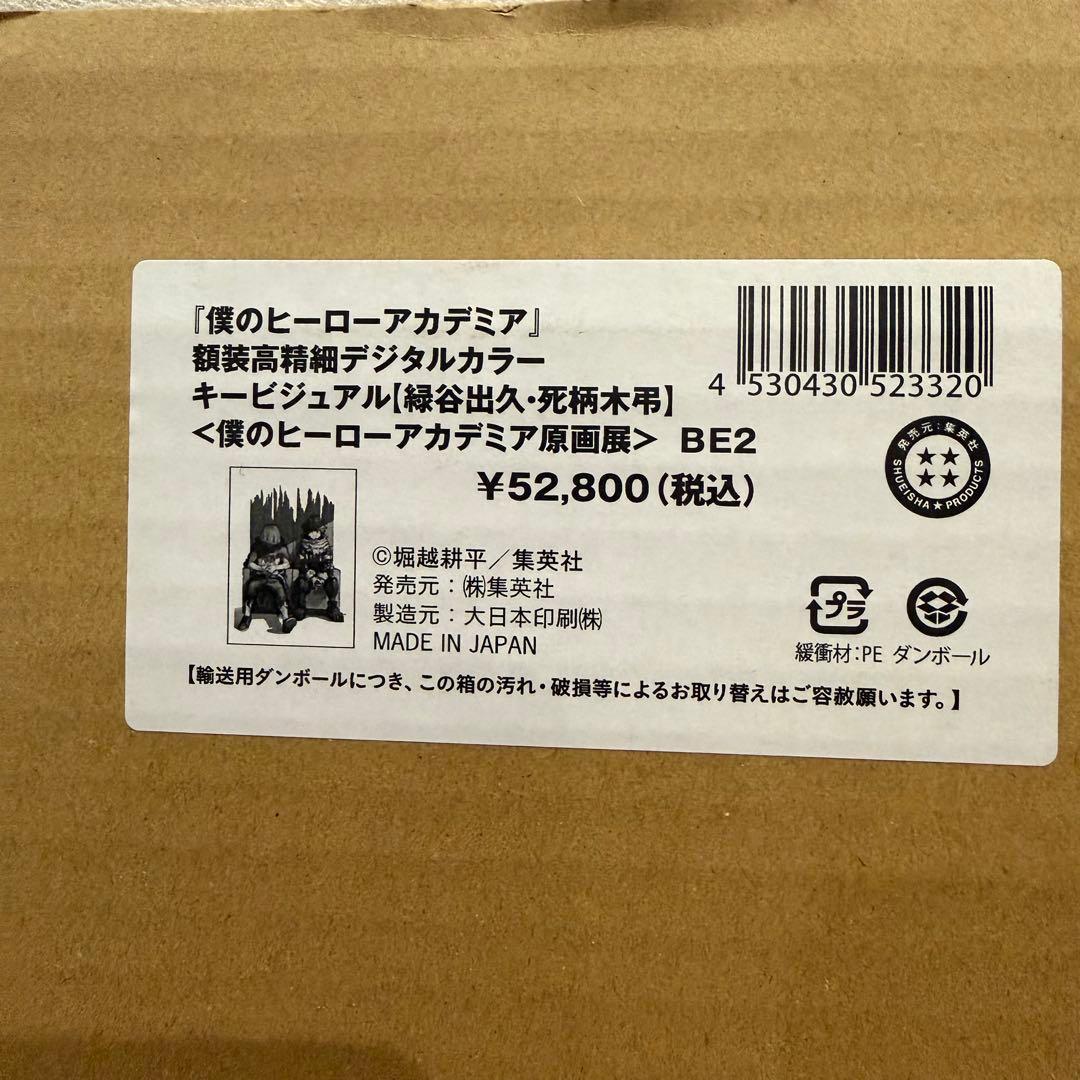 『僕のヒーローアカデミア』
額装高精細デジタルカラー
キービジュアル【緑谷出久・死柄木弔】
<僕のヒーローアカデミア原画展> BE2
¥52,800(税込)
4 530430 523320
発売元:集英社
SHUEISHA★PRODUCTS
©堀越耕平/集英社
発売元:㈱集英社
製造元:大日本印刷㈱
MADE IN JAPAN
プラ
緩衝材:PE ダンボール
【輸送用ダンボールにつき、この箱の汚れ・破損等によるお取り替えはご容赦願います。】